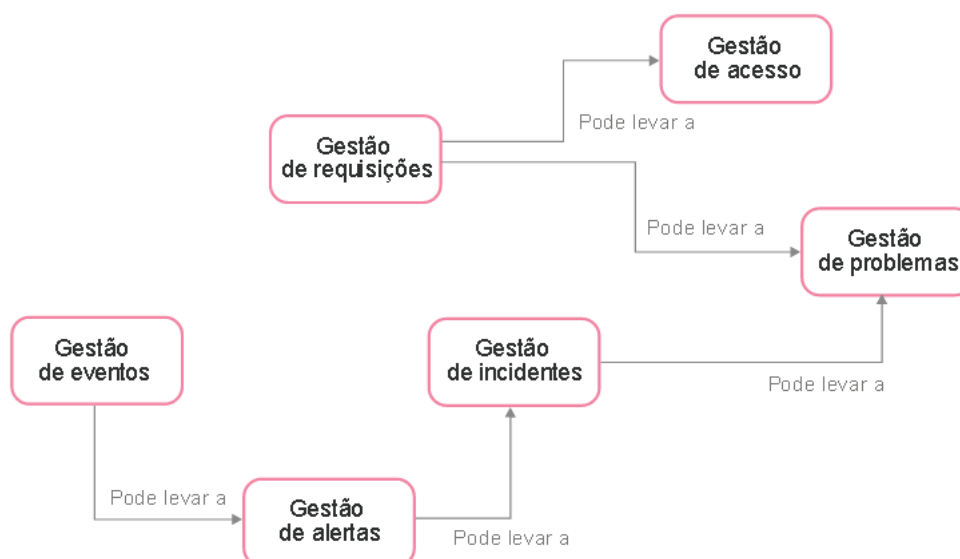 Gestão
de acesso
Pode levar a
Gestão
de requisições
Pode levar a
Gestão
de problemas
Gestão
de eventos
Gestão
de incidentes
Pode levar a
Pode levar a
Gestão
de alertas
Pode levar a